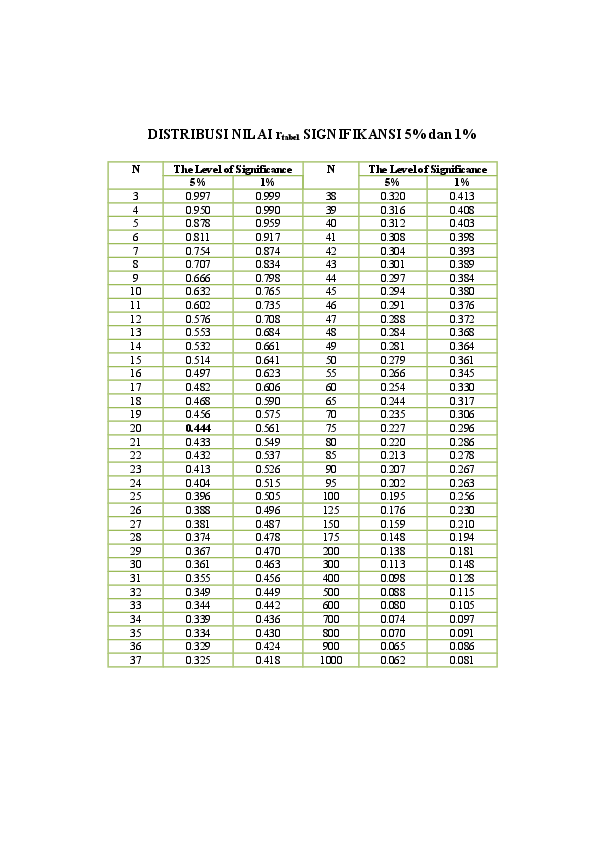 DISTRIBUSI NILAI rtabel SIGNIFIKANSI 5% dan 1%
N The Level of Significance N The Level of Significance
5% 1% 5% 1%
3 0.997 0.999 38 0.320 0.413
4 0.950 0.990 39 0.316 0.408
5 0.878 0.959 40 0.312 0.403
6 0.811 0.917 41 0.308 0.398
7 0.754 0.874 42 0.304 0.393
8 0.707 0.834 43 0.301 0.389
9 0.666 0.798 44 0.297 0.384
10 0.632 0.765 45 0.294 0.380
11 0.602 0.735 46 0.291 0.376
12 0.576 0.708 47 0.288 0.372
13 0.553 0.684 48 0.284 0.368
14 0.532 0.661 49 0.281 0.364
15 0.514 0.641 50 0.279 0.361
16 0.497 0.623 55 0.266 0.345
17 0.482 0.606 60 0.254 0.330
18 0.468 0.590 65 0.244 0.317
19 0.456 0.575 70 0.235 0.306
20 0.444 0.561 75 0.227 0.296
21 0.433 0.549 80 0.220 0.286
22 0.432 0.537 85 0.213 0.278
23 0.413 0.526 90 0.207 0.267
24 0.404 0.515 95 0.202 0.263
25 0.396 0.505 100 0.195 0.256
26 0.388 0.496 125 0.176 0.230
27 0.381 0.487 150 0.159 0.210
28 0.374 0.478 175 0.148 0.194
29 0.367 0.470 200 0.138 0.181
30 0.361 0.463 300 0.113 0.148
31 0.355 0.456 400 0.098 0.128
32 0.349 0.449 500 0.088 0.115
33 0.344 0.442 600 0.080 0.105
34 0.339 0.436 700 0.074 0.097
35 0.334 0.430 800 0.070 0.091
36 0.329 0.424 900 0.065 0.086
37 0.325 0.418 1000 0.062 0.081